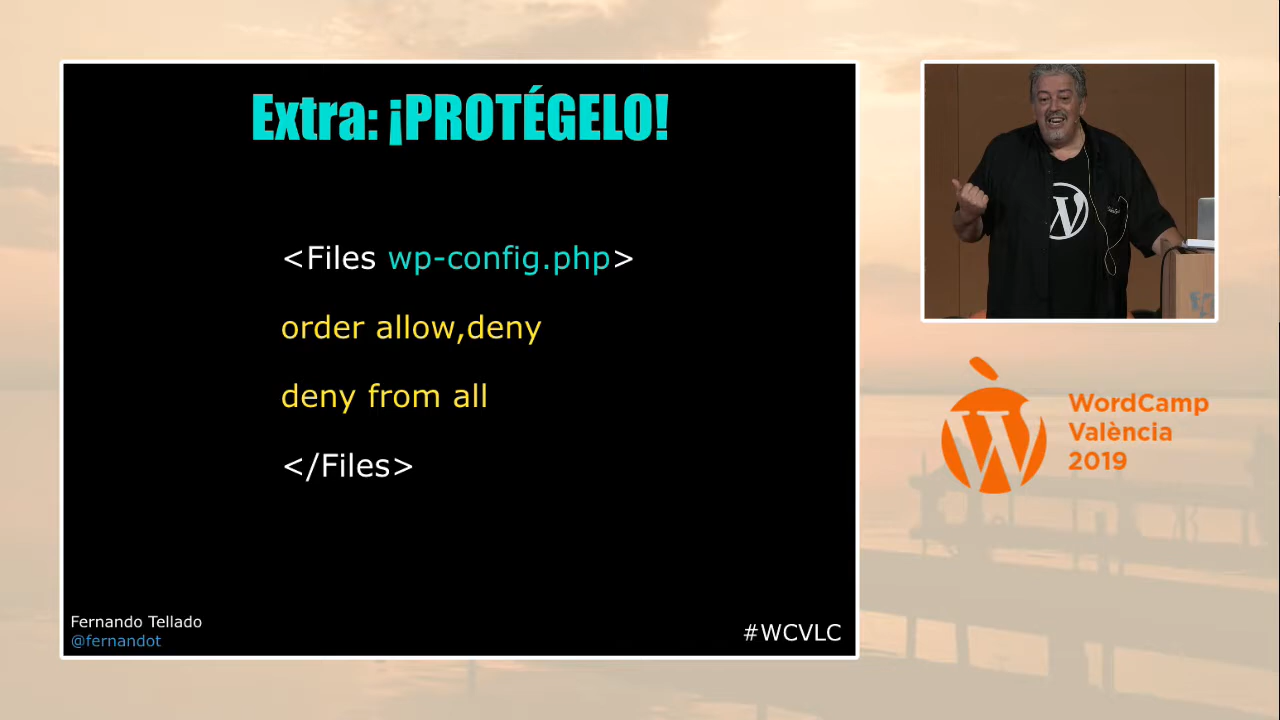 Extra: ¡PROTÉGELO!
<Files wp-config.php>
order allow,deny
deny from all
</Files>
Fernando Tellado
@fernandot
#WCVLC
WordCamp
València
2019